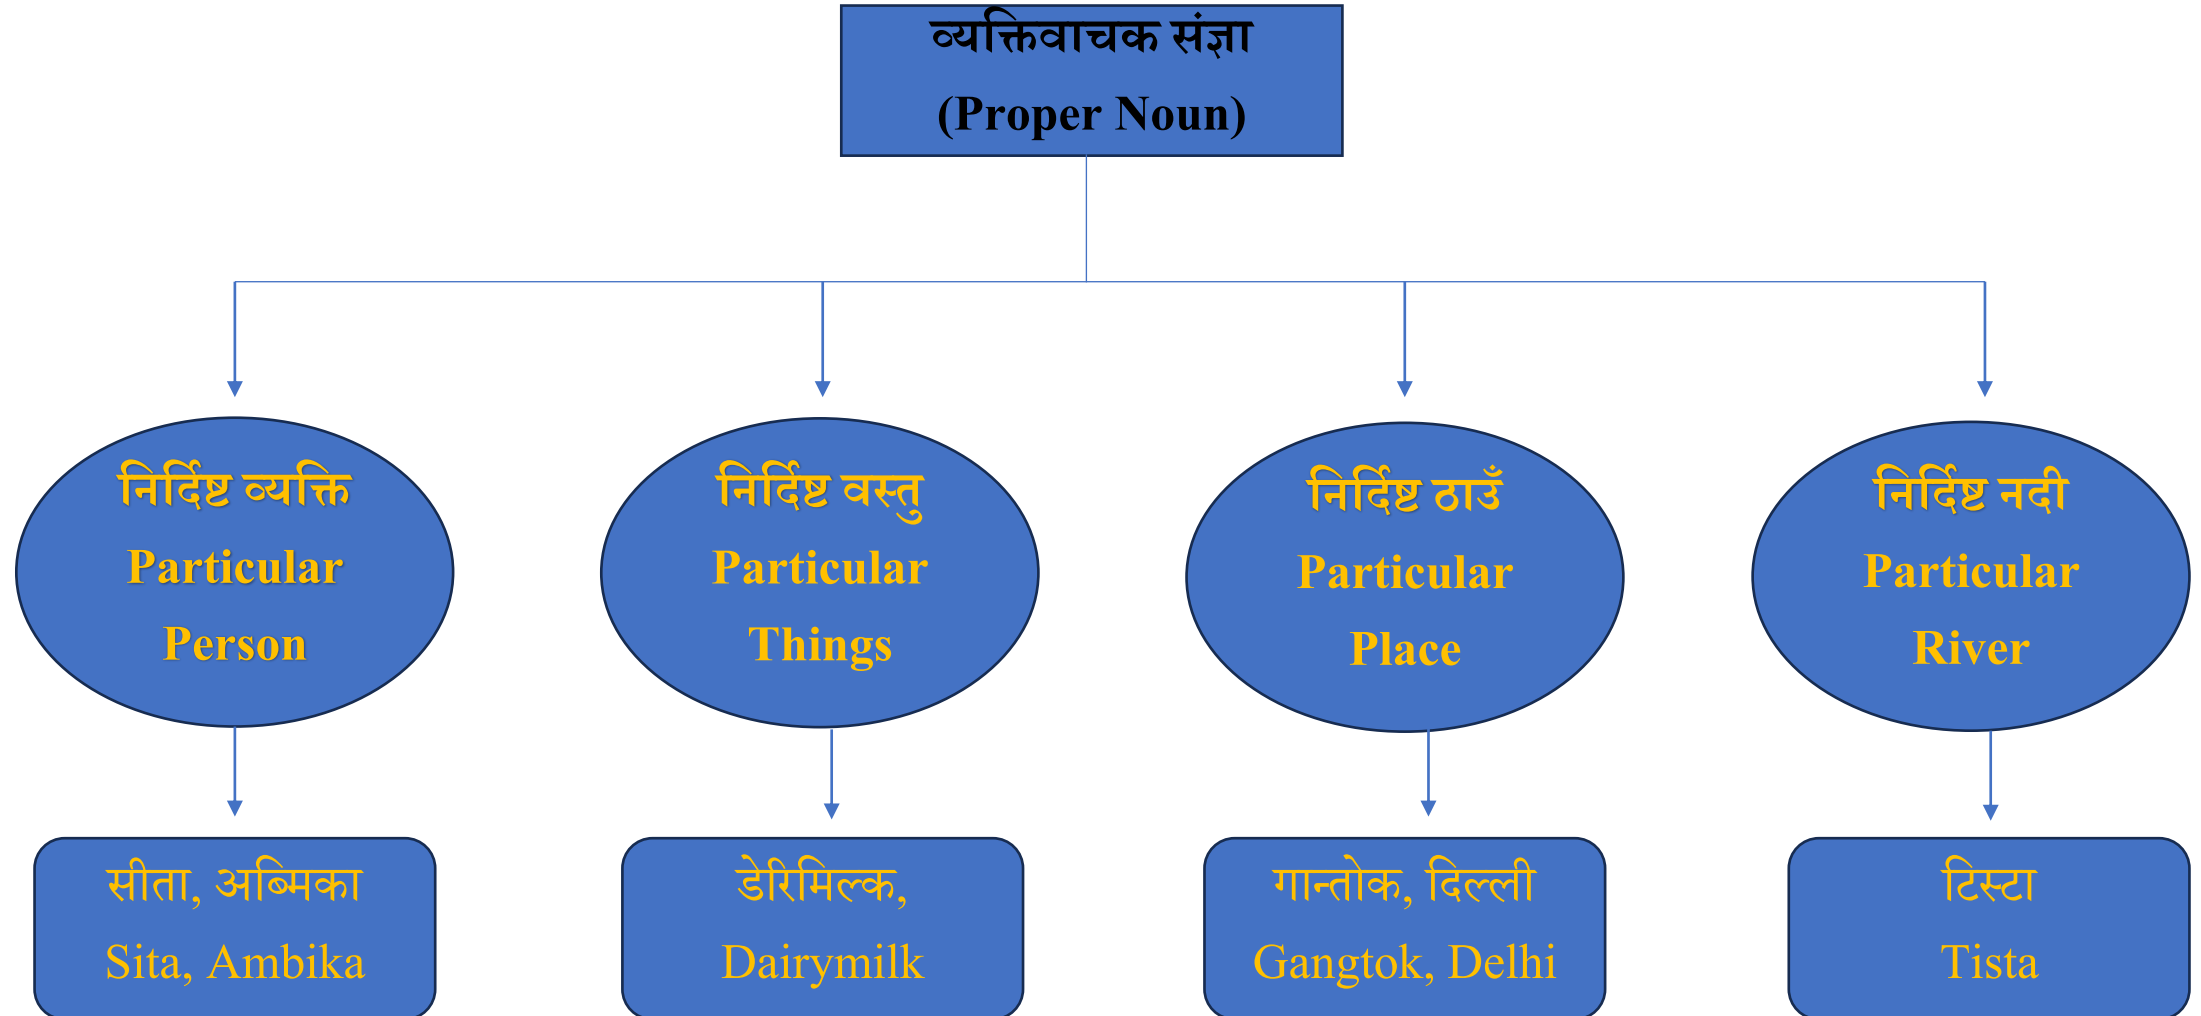 व्यक्तिवाचक संज्ञा
(Proper Noun)
निर्दिष्ट व्यक्ति
Particular
Person
निर्दिष्ट वस्तु
Particular
Things
निर्दिष्ट ठाउँ
Particular
Place
निर्दिष्ट नदी
Particular
River
सीता, अब्मिका
Sita, Ambika
डेरिमिल्क,
Dairymilk
गान्तोक, दिल्ली
Gangtok, Delhi
टिस्टा
Tista